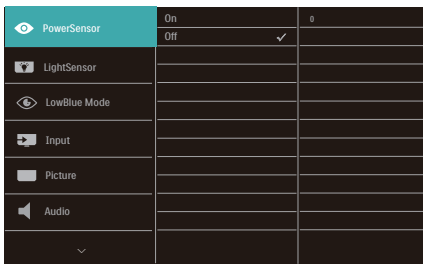 PowerSensor
On
0
Off
LightSensor
LowBlue Mode
Input
Picture
Audio